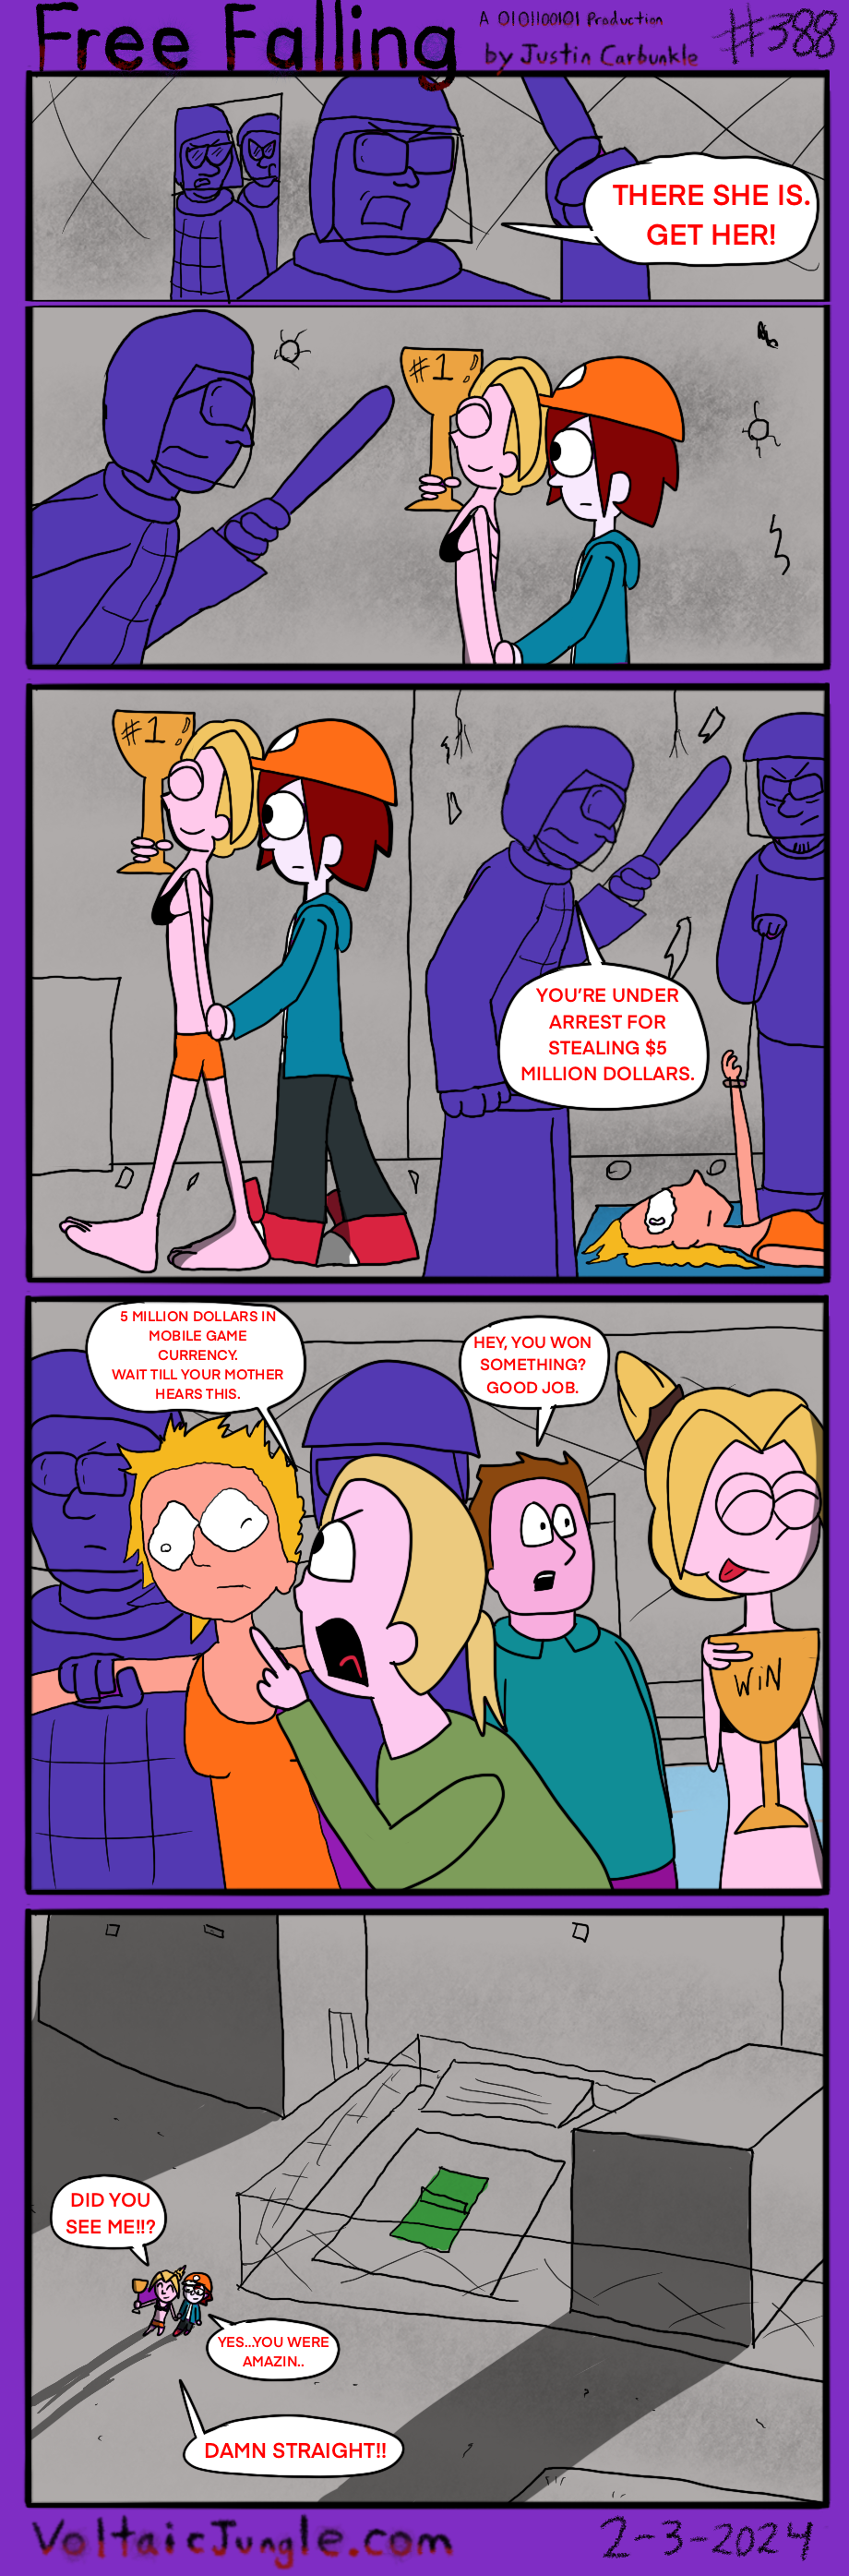 Free Falling
A 0101100101 Production
by Justin Carbunkle
#388
THERE SHE IS.
GET HER!
#1!
#1!
YOU'RE UNDER
ARREST FOR
STEALING $5
MILLION DOLLARS.
5 MILLION DOLLARS IN
MOBILE GAME
CURRENCY.
WAIT TILL YOUR MOTHER
HEARS THIS.
HEY, YOU WON
SOMETHING?
GOOD JOB.
WiN
DID YOU
SEE ME!!?
YES...YOU WERE
AMAZIN..
DAMN STRAIGHT!!
VoltaicJungle.com
2-3-2024